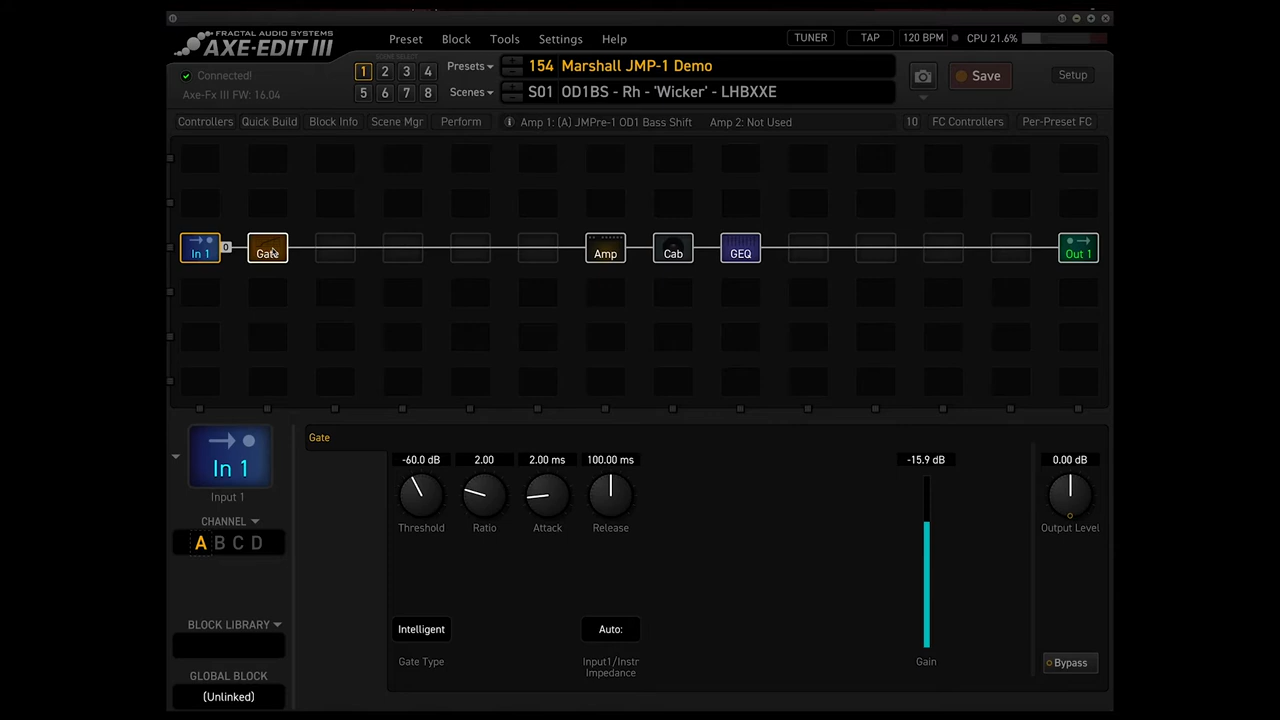 FRACTAL AUDIO SYSTEMS
AXE-EDIT III
Preset Block Tools Settings Help
TUNER TAP 120 BPM CPU 21.6%
Connected!
Axe-Fx III FW: 16.04
SCENE SELECT
1 2 3 4
5 6 7 8
Presets 154 Marshall JMP-1 Demo
Scenes S01 OD1BS - Rh - 'Wicker' - LHBXXE
Save
Setup
Controllers Quick Build Block Info Scene Mgr Perform Amp 1: (A) JMPre-1 OD1 Bass Shift Amp 2: Not Used 10 FC Controllers Per-Preset FC
In 1 0 Gate Amp Cab GEQ Out 1
In 1
Input 1
CHANNEL
A B C D
BLOCK LIBRARY
GLOBAL BLOCK
(Unlinked)
Gate
-60.0 dB 2.00 2.00 ms 100.00 ms -15.9 dB 0.00 dB
Threshold Ratio Attack Release Output Level
Intelligent Auto:
Gate Type Input1/Instr Impedance Gain
Bypass